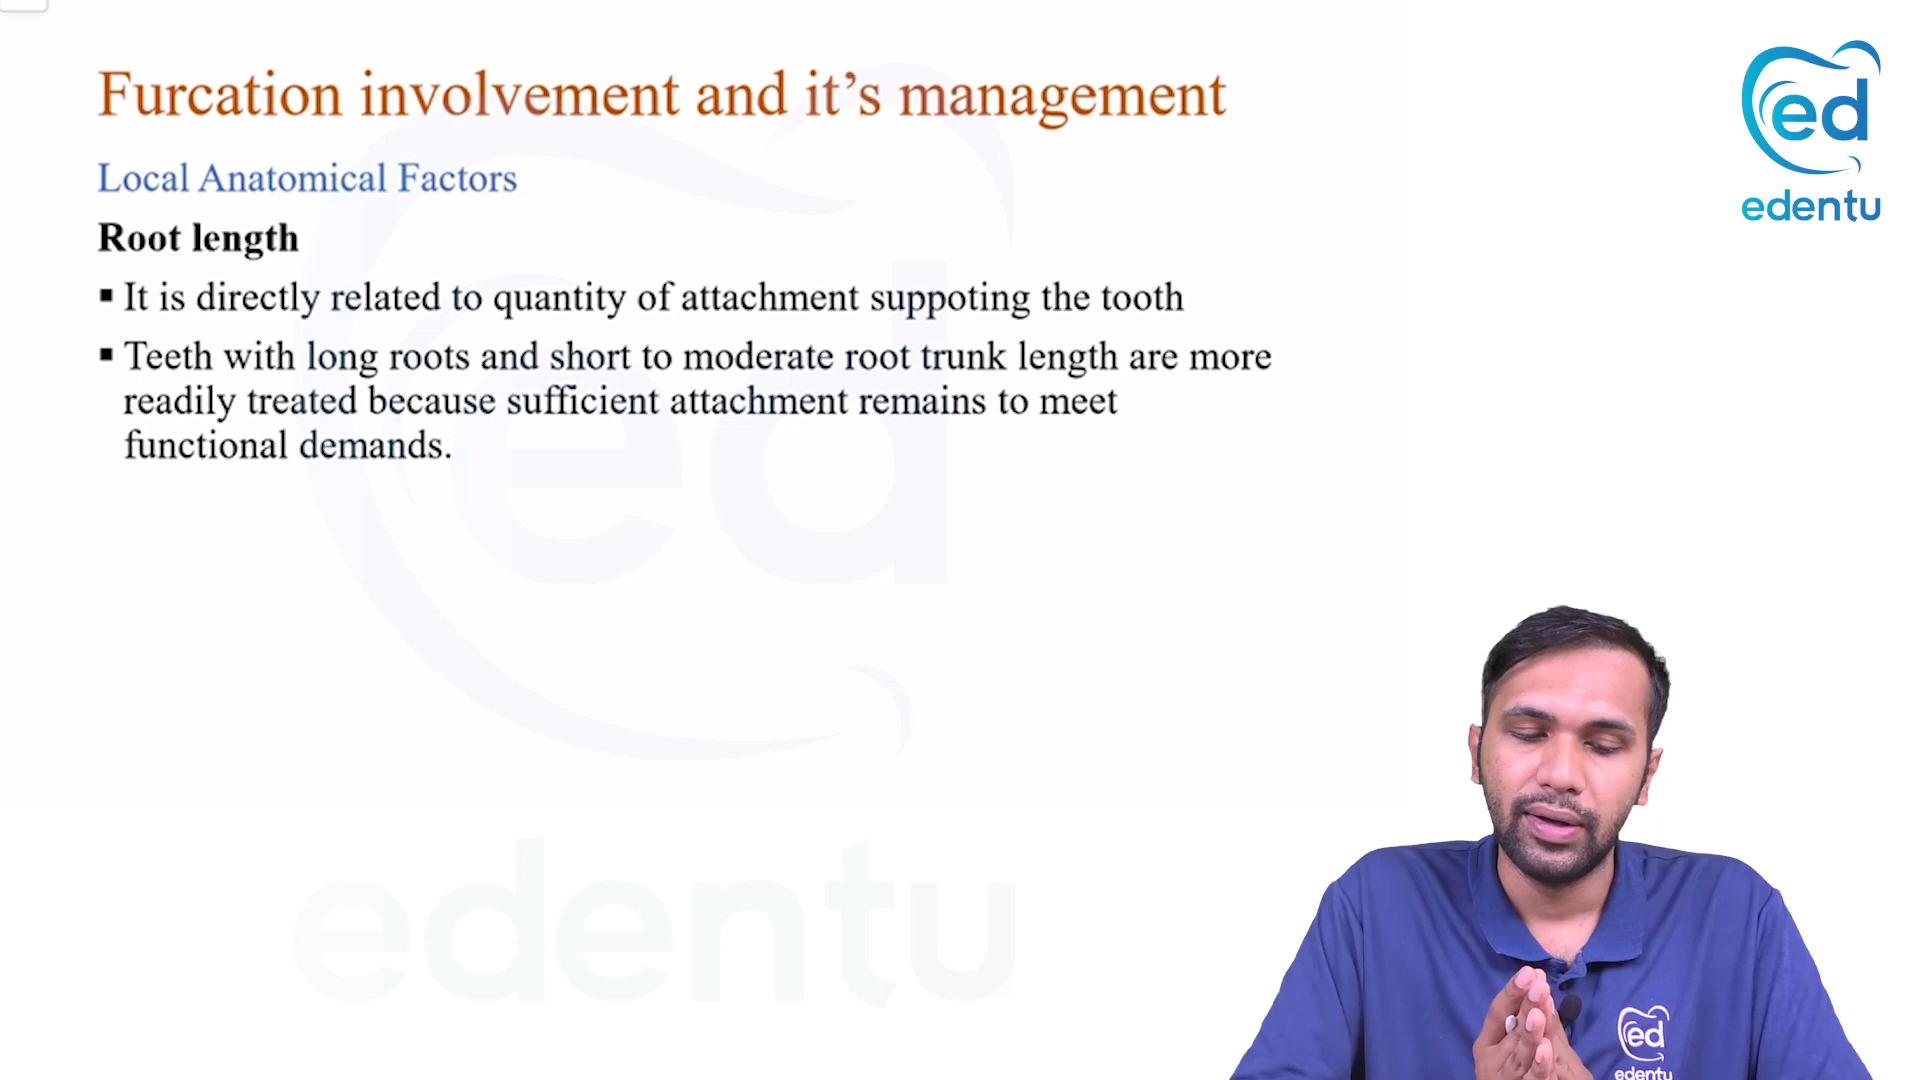 Furcation involvement and it's management
Local Anatomical Factors
Root length
▪ It is directly related to quantity of attachment suppoting the tooth
▪ Teeth with long roots and short to moderate root trunk length are more
readily treated because sufficient attachment remains to meet
functional demands.
ed
edentu
ed
edentu
ed
edentu